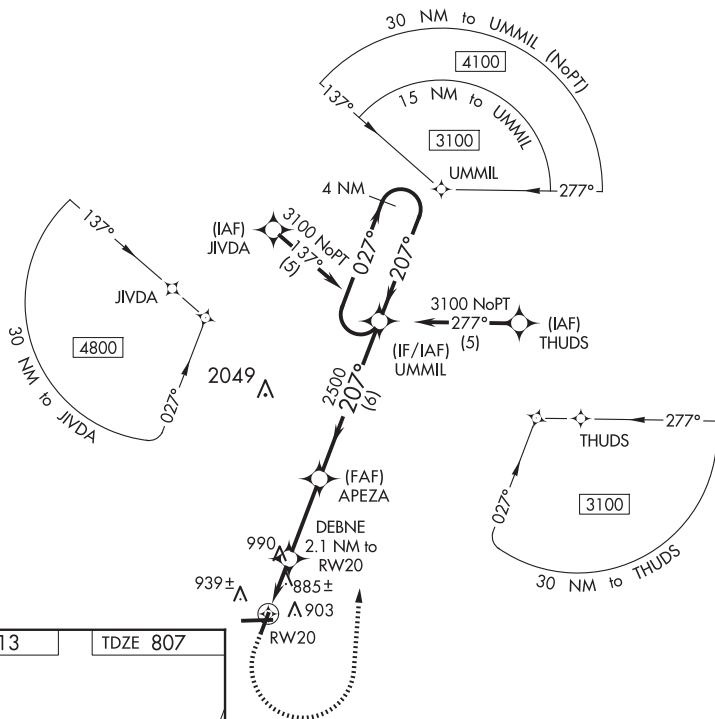 30 NM to UMMIL (NoPT)
4100
15 NM to UMMIL
137°
3100
UMMIL
277°
4 NM
(IAF)
JIVDA
3100 NoPT
137°
(5)
027°
207°
137°
JIVDA
4800
027°
30 NM to JIVDA
3100 NoPT
277°
(5)
(IAF)
THUDS
(IF/IAF)
UMMIL
2049
2500
207°
(6)
277°
THUDS
027°
3100
30 NM to THUDS
(FAF)
APEZA
DEBNE
2.1 NM to
RW20
990
939±
885±
903
RW20
13
TDZE 807